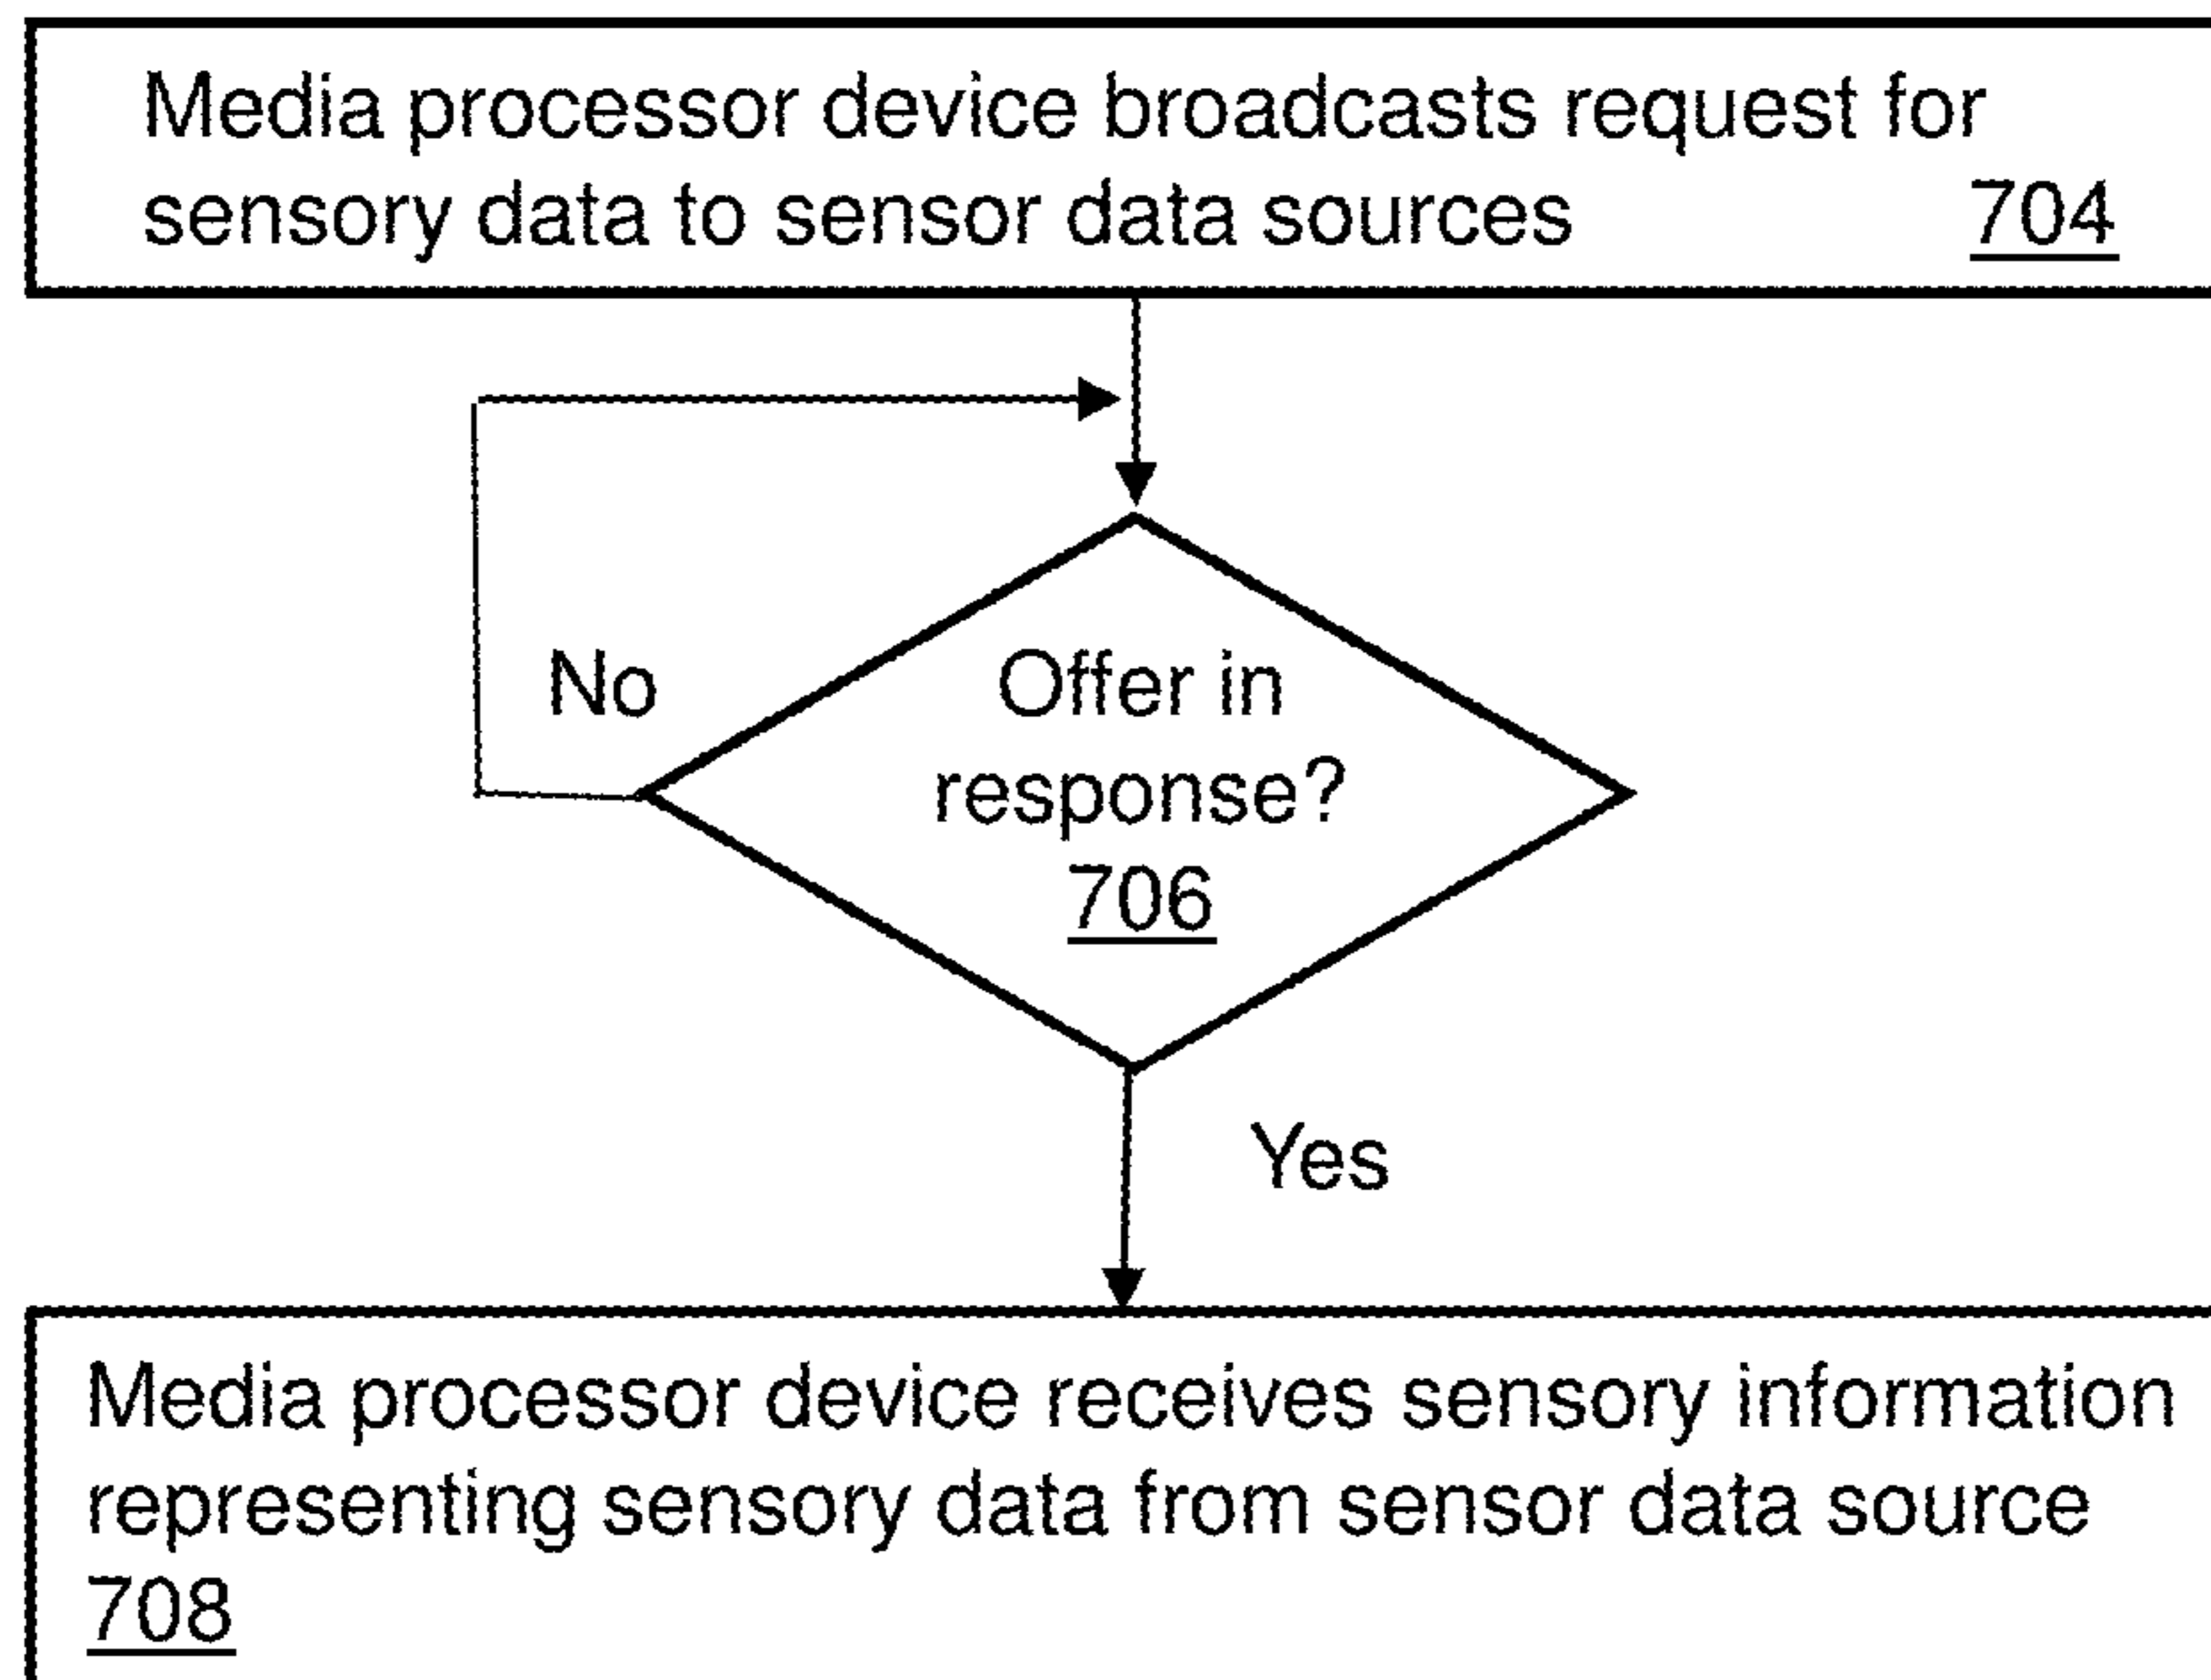 Media processor device broadcasts request for
sensory data to sensor data sources 704
No
Offer in
response?
706
Yes
Media processor device receives sensory information
representing sensory data from sensor data source
708